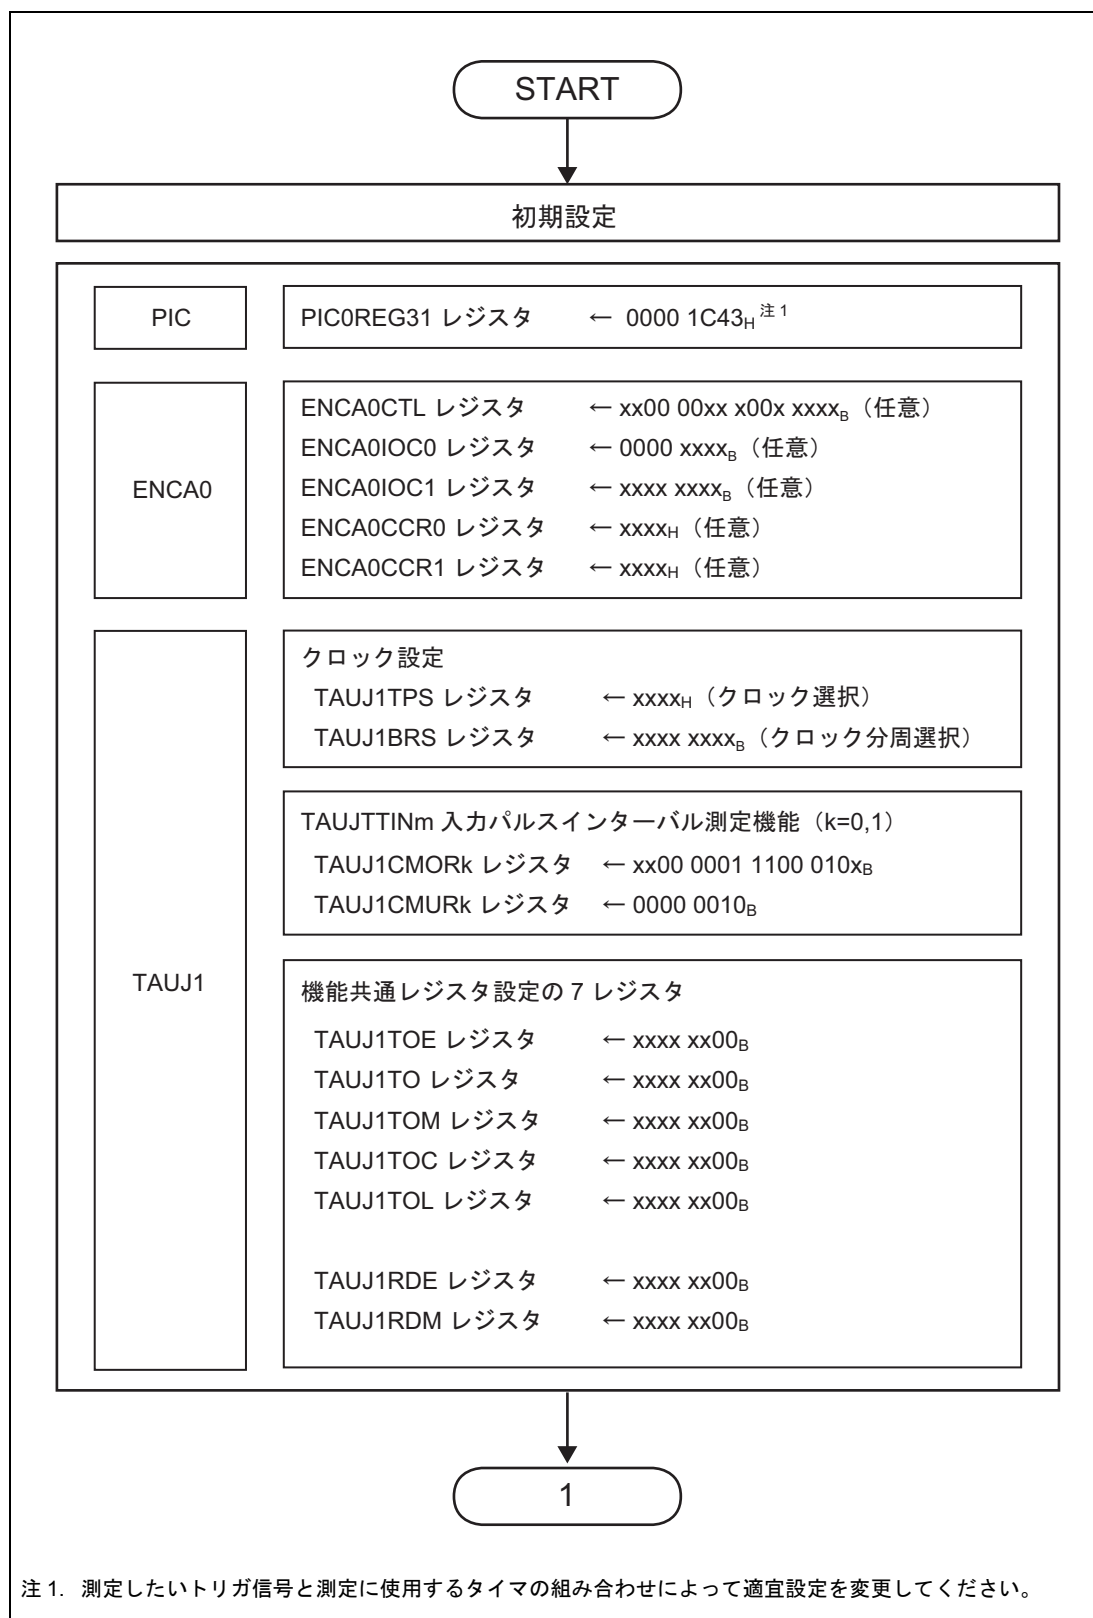 START
初期設定
PIC
PIC0REG31 レジスタ ← 0000 1C43H 注 1
ENCA0
ENCA0CTL レジスタ ← xx00 00xx x00x xxxxB（任意）
ENCA0IOC0 レジスタ ← 0000 xxxxB（任意）
ENCA0IOC1 レジスタ ← xxxx xxxxB（任意）
ENCA0CCR0 レジスタ ← xxxxH（任意）
ENCA0CCR1 レジスタ ← xxxxH（任意）
TAUJ1
クロック設定
TAUJ1TPS レジスタ ← xxxxH（クロック選択）
TAUJ1BRS レジスタ ← xxxx xxxxB（クロック分周選択）
TAUJTTINm 入力パルスインターバル測定機能（k=0,1）
TAUJ1CMORk レジスタ ← xx00 0001 1100 010xB
TAUJ1CMURk レジスタ ← 0000 0010B
機能共通レジスタ設定の 7 レジスタ
TAUJ1TOE レジスタ ← xxxx xx00B
TAUJ1TO レジスタ ← xxxx xx00B
TAUJ1TOM レジスタ ← xxxx xx00B
TAUJ1TOC レジスタ ← xxxx xx00B
TAUJ1TOL レジスタ ← xxxx xx00B
TAUJ1RDE レジスタ ← xxxx xx00B
TAUJ1RDM レジスタ ← xxxx xx00B
1
注 1. 測定したいトリガ信号と測定に使用するタイマの組み合わせによって適宜設定を変更してください。